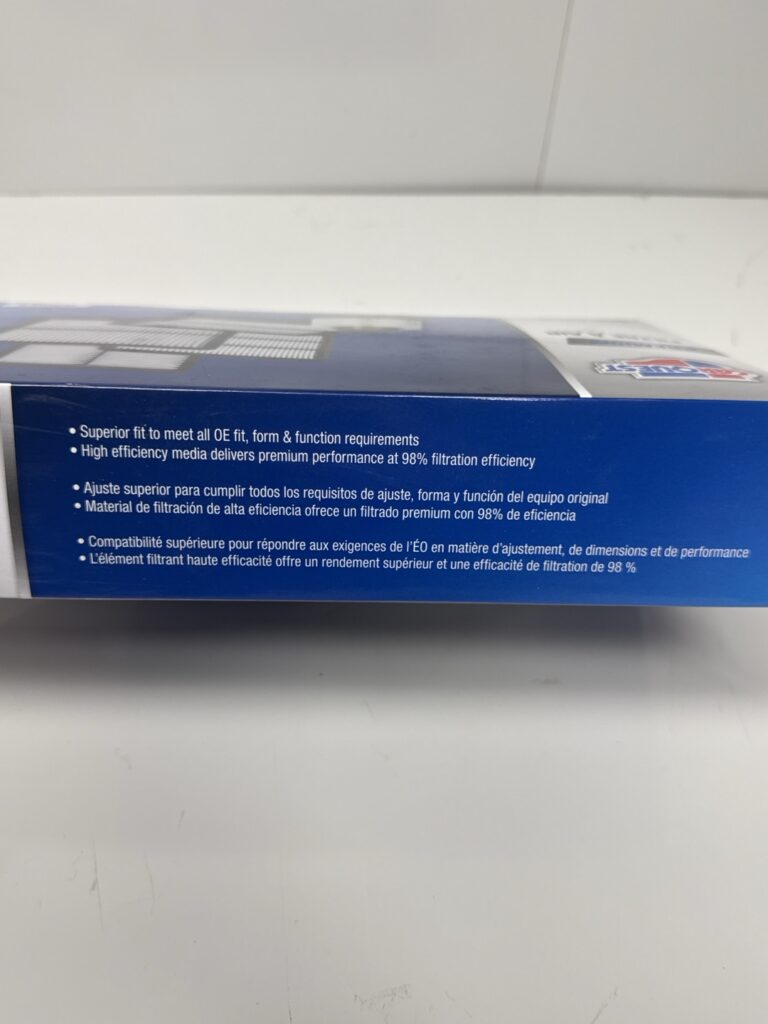 QUEST
• Superior fit to meet all OE fit, form & function requirements
• High efficiency media delivers premium performance at 98% filtration efficiency
• Ajuste superior para cumplir todos los requisitos de ajuste, forma y función del equipo original
• Material de filtración de alta eficiencia ofrece un filtrado premium con 98% de eficiencia
• Compatibilité supérieure pour répondre aux exigences de l'ÉO en matière d'ajustement, de dimensions et de performance
• L'élément filtrant haute efficacité offre un rendement supérieur et une efficacité de filtration de 98 %